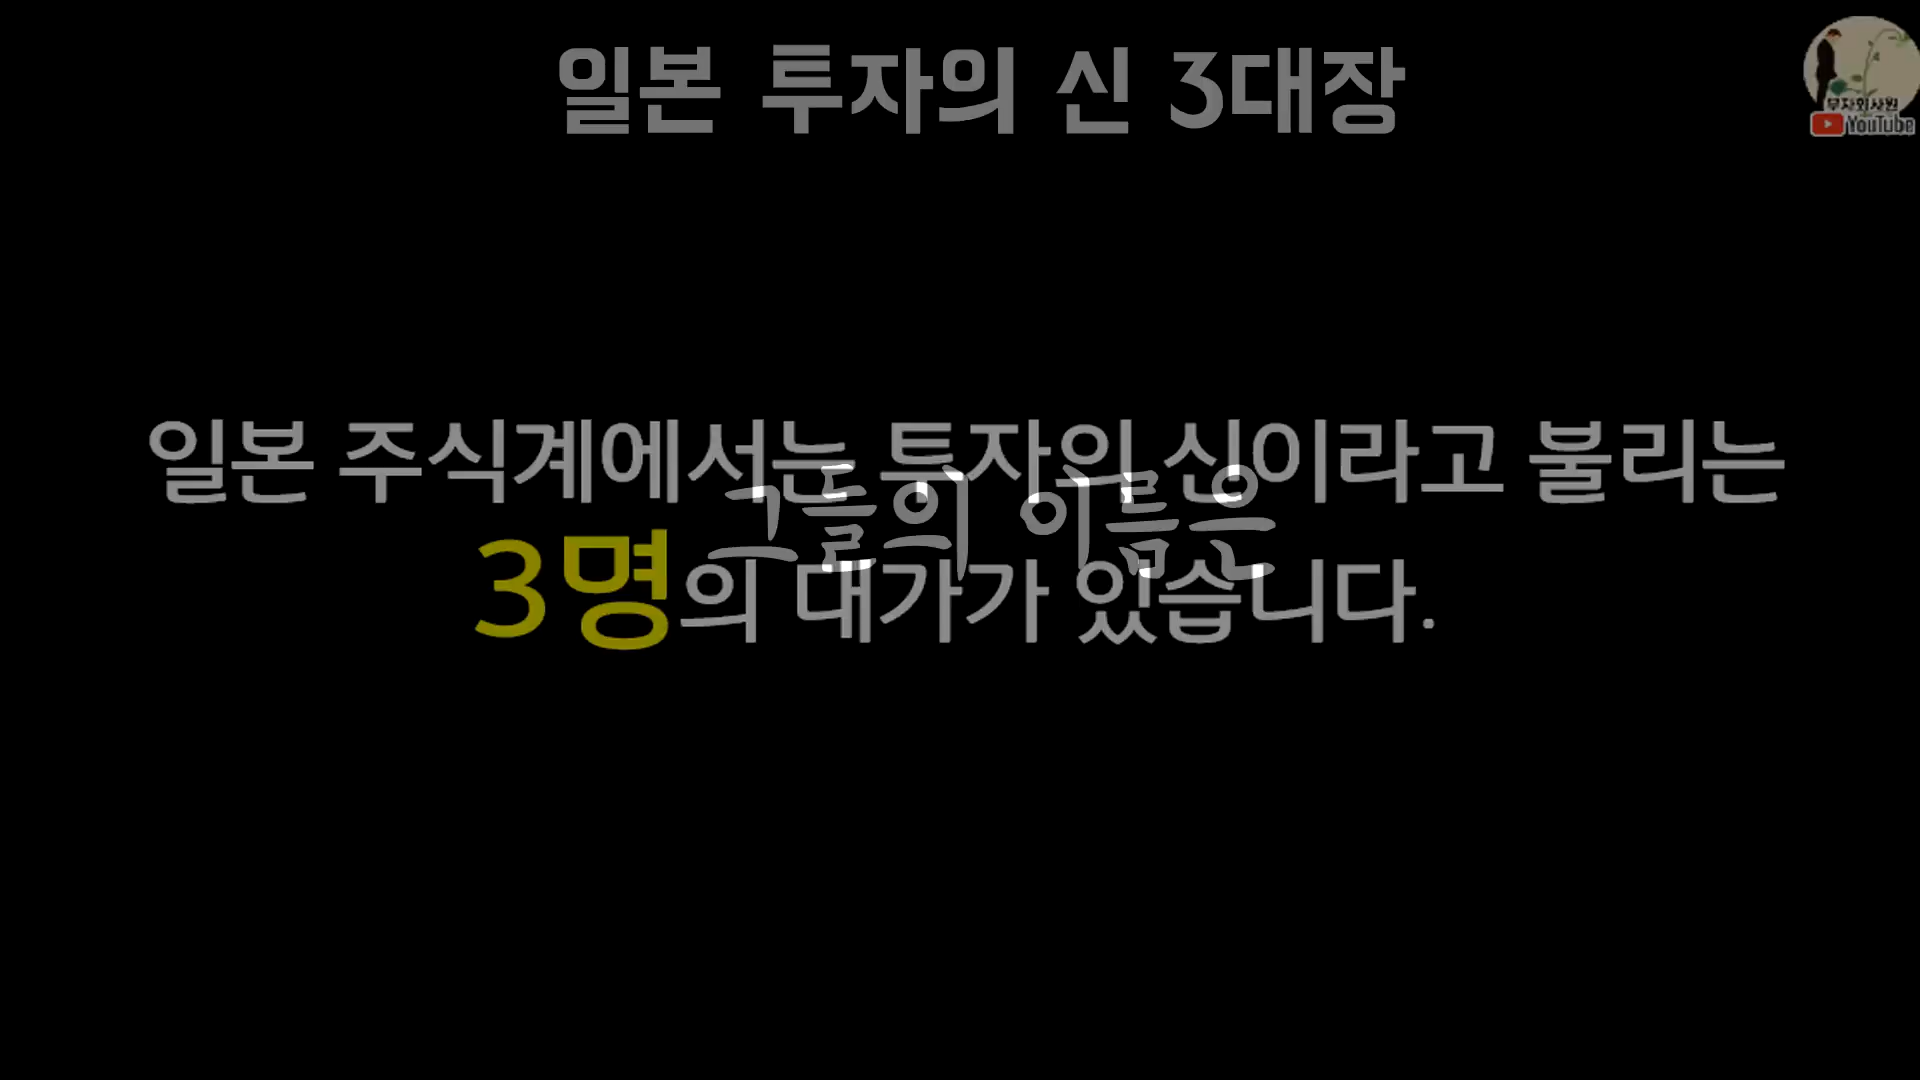 일본 투자의 신 3대장
부자회사원
YouTube
일본 주식계에서는 투자의 신이라고 불리는
그들의 이름은
3명의 대가가 있습니다.